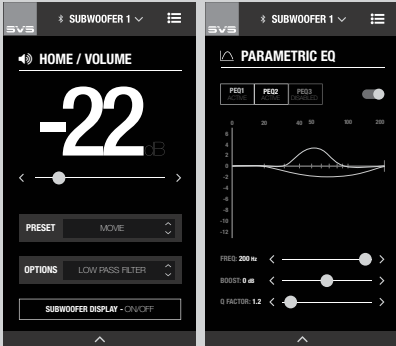 SVS
SUBWOOFER 1
HOME / VOLUME
-22 dB
PRESET MOVIE
OPTIONS LOW PASS FILTER
SUBWOOFER DISPLAY - ON/OFF
SVS
SUBWOOFER 1
PARAMETRIC EQ
PEQ1 PEQ2 PEQ3
ACTIVE ACTIVE DISABLED
0 20 40 50 100 200
6
4
2
0
-2
-4
-6
-8
-10
-12
FREQ: 200 Hz
BOOST: 0 dB
Q FACTOR: 1.2